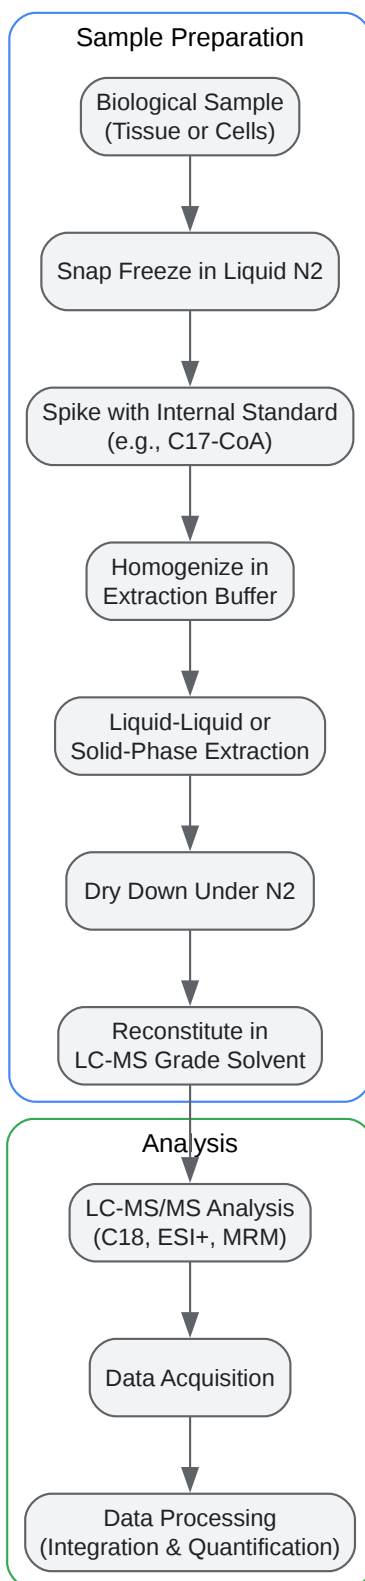 Sample Preparation
Biological Sample
(Tissue or Cells)
Snap Freeze in Liquid N2
Spike with Internal Standard
(e.g., C17-CoA)
Homogenize in
Extraction Buffer
Liquid-Liquid or
Solid-Phase Extraction
Dry Down Under N2
Reconstitute in
LC-MS Grade Solvent
Analysis
LC-MS/MS Analysis
(C18, ESI+, MRM)
Data Acquisition
Data Processing
(Integration & Quantification)